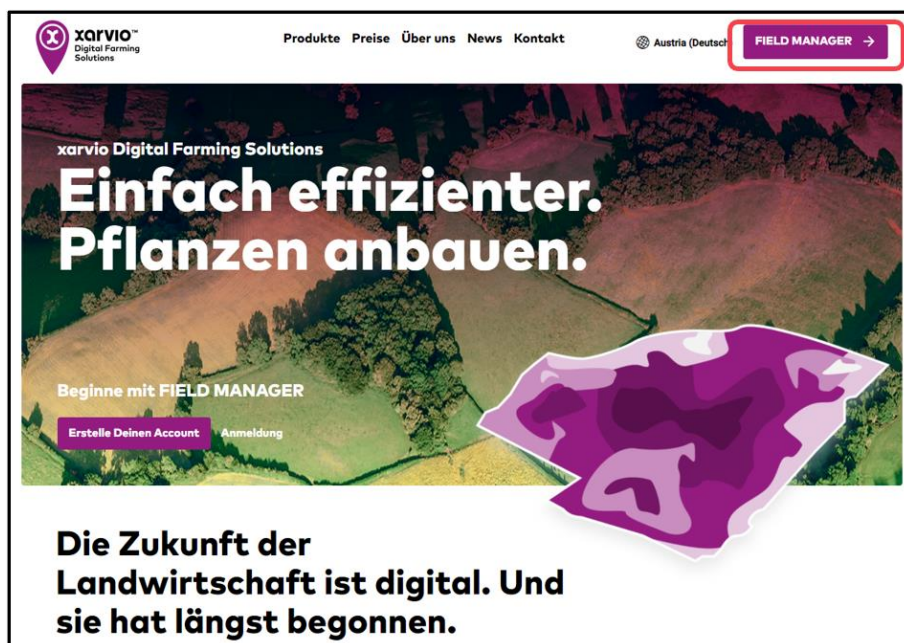 xarvio™
Digital Farming
Solutions
Produkte Preise Über uns News Kontakt
Austria (Deutsch
FIELD MANAGER →
xarvio Digital Farming Solutions
Einfach effizienter.
Pflanzen anbauen.
Beginne mit FIELD MANAGER
Erstelle Deinen Account Anmeldung
Die Zukunft der
Landwirtschaft ist digital. Und
sie hat längst begonnen.